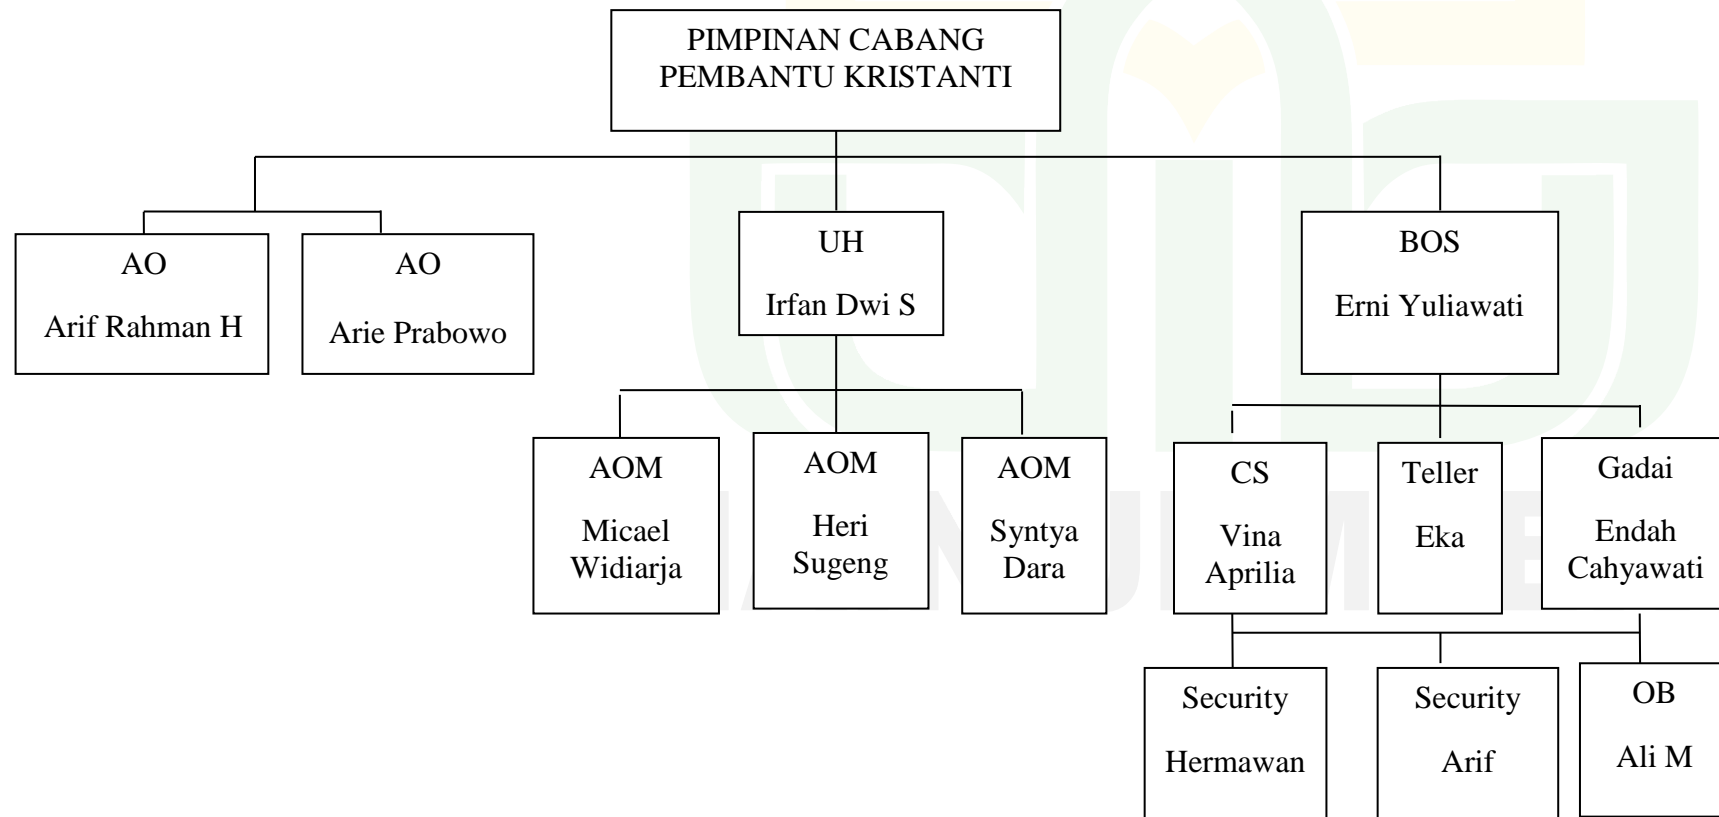 PIMPINAN CABANG
PEMBANTU KRISTANTI
AO
Arif Rahman H
AO
Arie Prabowo
UH
Irfan Dwi S
BOS
Erni Yuliawati
AOM
Micael
Widiarja
AOM
Heri
Sugeng
AOM
Syntya
Dara
CS
Vina
Aprilia
Teller
Eka
Gadai
Endah
Cahyawati
Security
Hermawan
Security
Arif
OB
Ali M